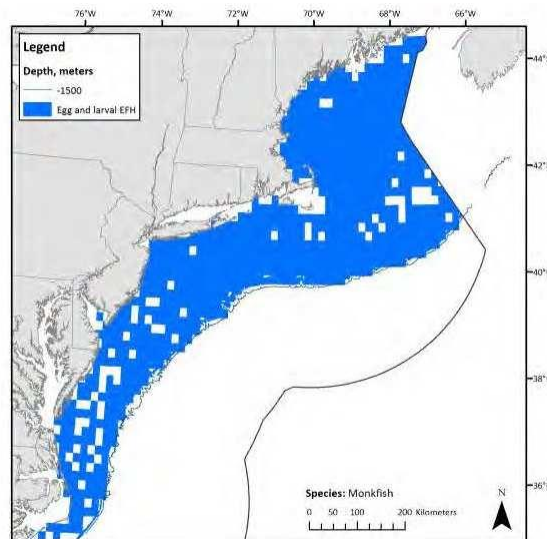 76°W 74°W 72°W 70°W 68°W 66°W
Legend
Depth, meters
-1500
Egg and larval EFH
44°N
42°N
40°N
38°N
36°N
Species: Monkfish
0 50 100 200 Kilometers
N